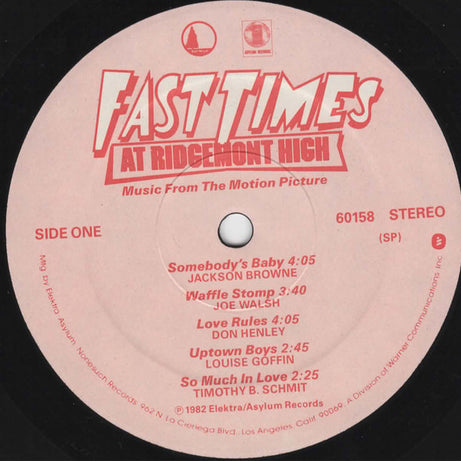 ASYLUM RECORDS
FAST TIMES
AT RIDGEMONT HIGH
Music From The Motion Picture
SIDE ONE
60158 STEREO
(SP)
Somebody's Baby 4:05
JACKSON BROWNE
Waffle Stomp 3:40
JOE WALSH
Love Rules 4:05
DON HENLEY
Uptown Boys 2:45
LOUISE GOFFIN
So Much In Love 2:25
TIMOTHY B. SCHMIT
Ⓟ 1982 Elektra/Asylum Records
Mfg. by Elektra/Asylum/Nonesuch Records, 962 N. La Cienega Blvd., Los Angeles, Calif. 90069. A Division of Warner Communications Inc.